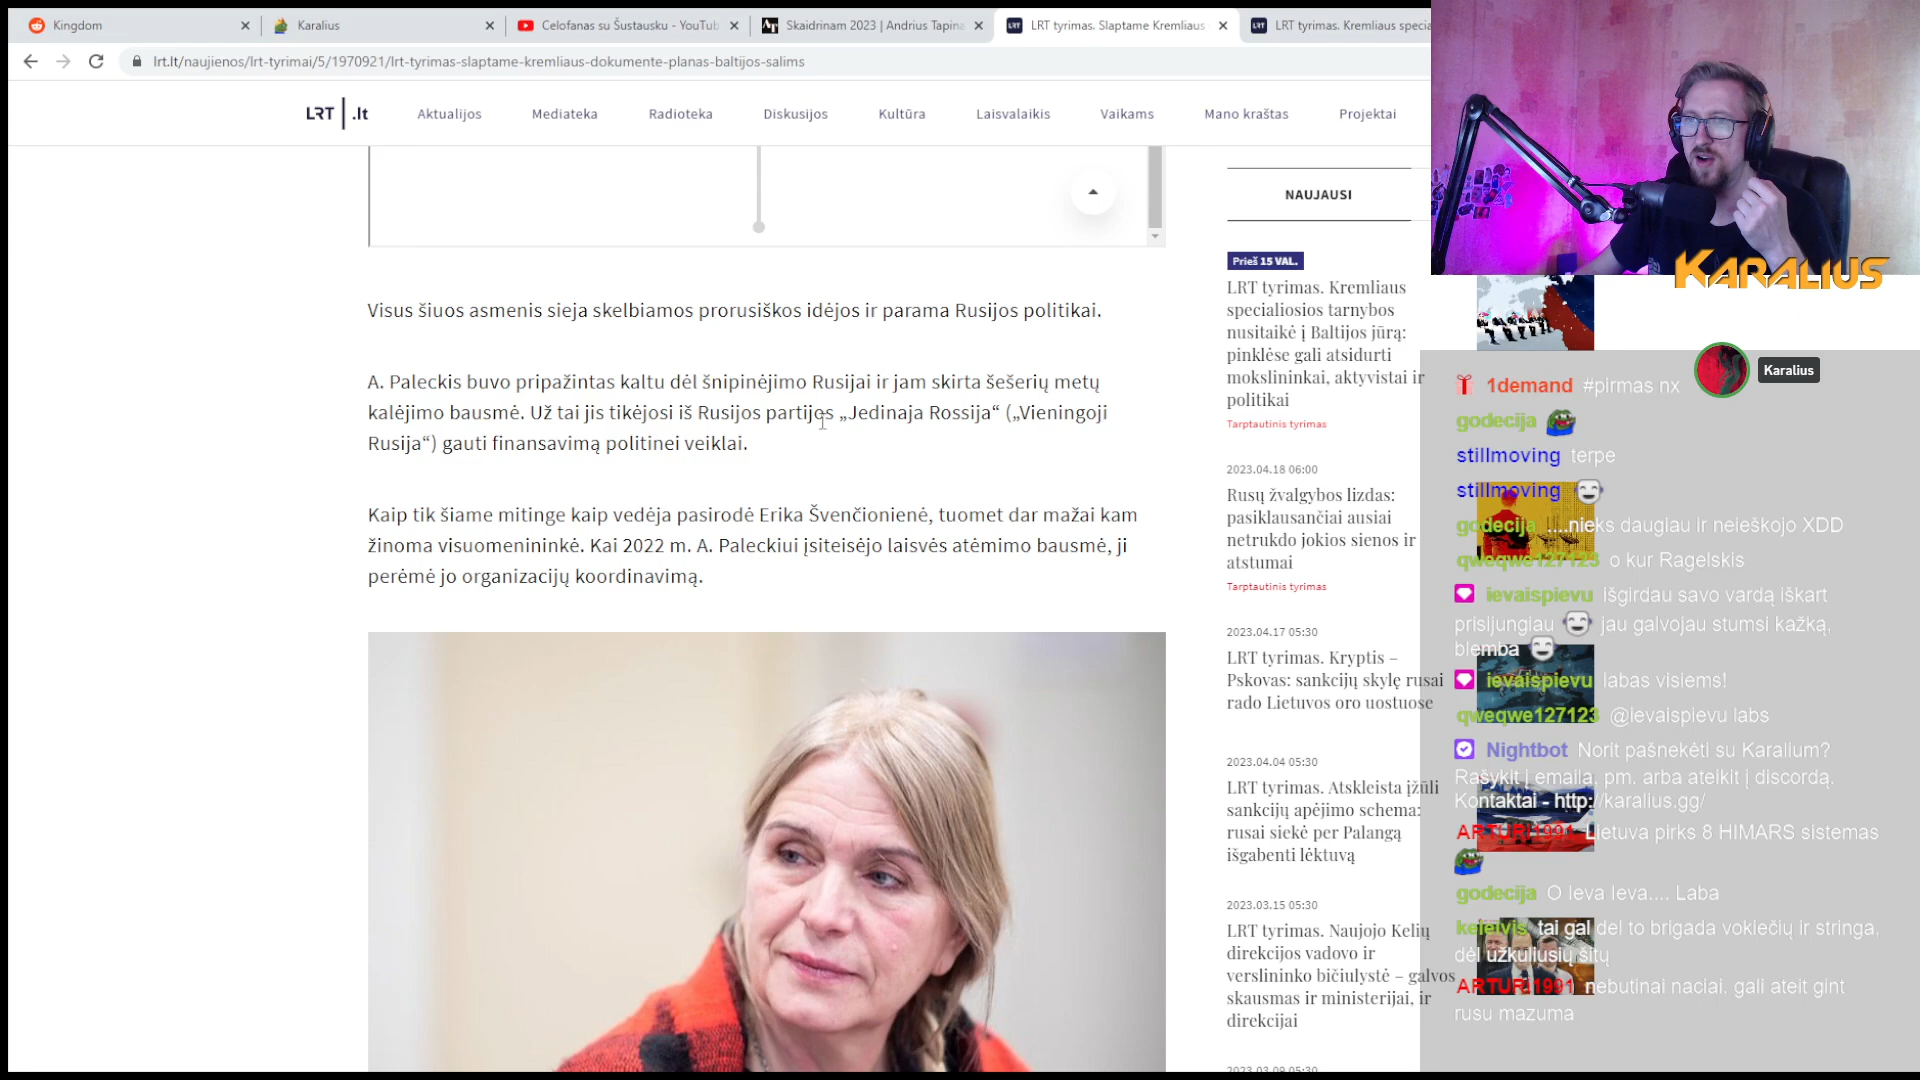 Kingdom
Karalius
Celofanas su Šustausku - YouTub
Skaidrinam 2023 | Andrius Tapina
LRT tyrimas. Slaptame Kremliaus
LRT tyrimas. Kremliaus specia
lrt.lt/naujienos/lrt-tyrimai/5/1970921/lrt-tyrimas-slaptame-kremliaus-dokumente-planas-baltijos-salims
LRT .lt
Aktualijos
Mediateka
Radioteka
Diskusijos
Kultūra
Laisvalaikis
Vaikams
Mano kraštas
Projektai
Visus šiuos asmenis sieja skelbiamos prorusiškos idėjos ir parama Rusijos politikai.
A. Paleckis buvo pripažintas kaltu dėl šnipinėjimo Rusijai ir jam skirta šešerių metų
kalėjimo bausmė. Už tai jis tikėjosi iš Rusijos partijos „Jedinaja Rossija“ („Vieningoji
Rusija“) gauti finansavimą politinei veiklai.
Kaip tik šiame mitinge kaip vedėja pasirodė Erika Švenčionienė, tuomet dar mažai kam
žinoma visuomenininkė. Kai 2022 m. A. Paleckiui įsiteisėjo laisvės atėmimo bausmė, ji
perėmė jo organizacijų koordinavimą.
NAUJAUSI
Prieš 15 VAL.
LRT tyrimas. Kremliaus
specialiosios tarnybos
nusitaikė į Baltijos jūrą:
pinklėse gali atsidurti
mokslininkai, aktyvistai ir
politikai
Tarptautinis tyrimas
2023.04.18 06:00
Rusų žvalgybos lizdas:
pasiklausančiai ausiai
netrukdo jokios sienos ir
atstumai
Tarptautinis tyrimas
2023.04.17 05:30
LRT tyrimas. Kryptis –
Pskovas: sankcijų skylę rusai
rado Lietuvos oro uostuose
2023.04.04 05:30
LRT tyrimas. Atskleista įžūli
sankcijų apėjimo schema:
rusai siekė per Palangą
išgabenti lėktuvą
2023.03.15 05:30
LRT tyrimas. Naujojo Kelių
direkcijos vadovo ir
verslininko bičiulystė – galvos
skausmas ir ministerijai, ir
direkcijai
2023.03.09 05:30
KARALIUS
Karalius
1demand #pirmas nx
godecija
stillmoving terpe
stillmoving
godecija ....nieks daugiau ir neieškojo XDD
qweqwe127123 o kur Ragelskis
ievaispievu išgirdau savo vardą iškart
prisijungiau jau galvojau stumsi kažką,
blemba
ievaispievu labas visiems!
qweqwe127123 @ievaispievu labs
Nightbot Norit pašnekėti su Karalium?
Rašykit į emailą, pm. arba ateikit į discordą.
Kontaktai - http://karalius.gg/
ARTURI1991 Lietuva pirks 8 HIMARS sistemas
godecija O Ieva Ieva.... Laba
keleivis tai gal del to brigada vokiečių ir stringa,
dėl užkuliusių šitų
ARTURI1991 nebutinai naciai. gali ateit gint
rusu mazuma